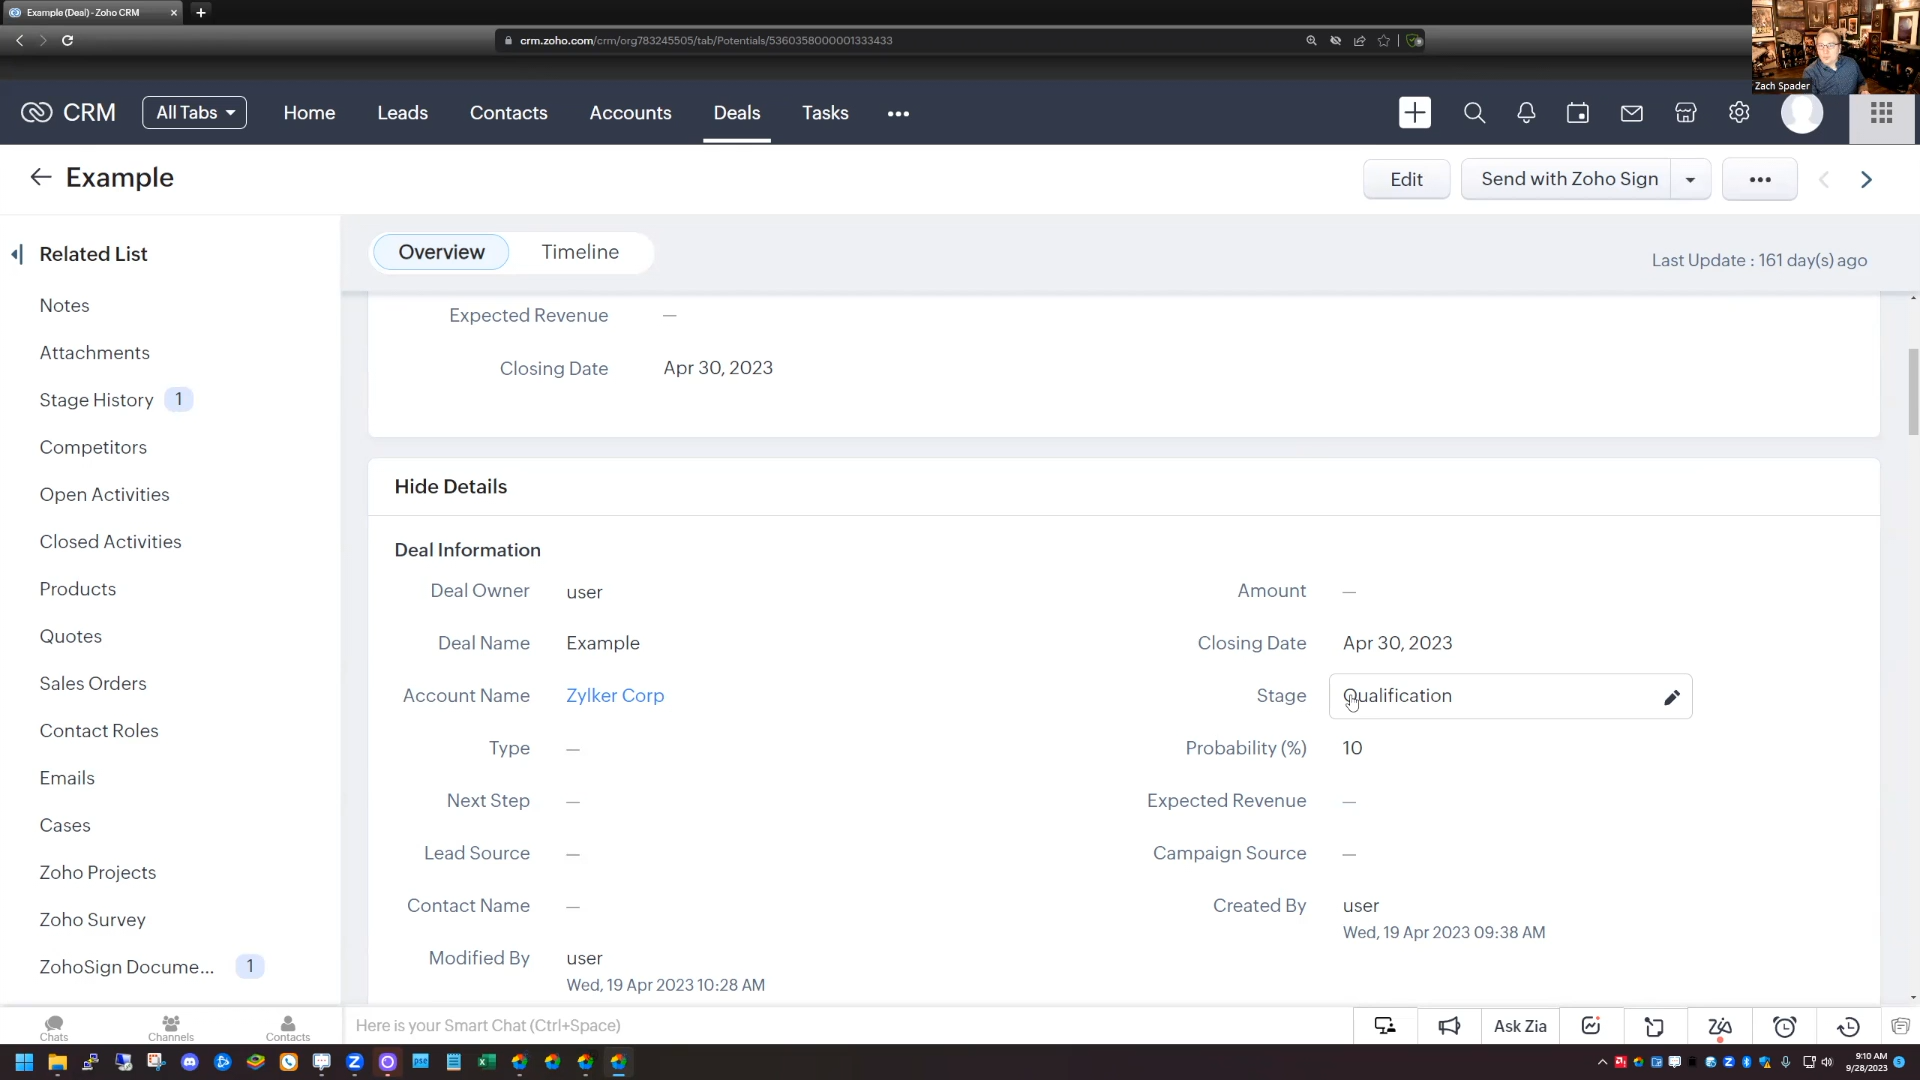 Example (Deal) - Zoho CRM
crm.zoho.com/crm/org783245505/tab/Potentials/5360358000001333433
Zach Spader
CRM
All Tabs
Home
Leads
Contacts
Accounts
Deals
Tasks
Example
Edit
Send with Zoho Sign
Related List
Notes
Attachments
Stage History 1
Competitors
Open Activities
Closed Activities
Products
Quotes
Sales Orders
Contact Roles
Emails
Cases
Zoho Projects
Zoho Survey
ZohoSign Docume... 1
Overview
Timeline
Last Update : 161 day(s) ago
Expected Revenue —
Closing Date Apr 30, 2023
Hide Details
Deal Information
Deal Owner user
Amount —
Deal Name Example
Closing Date Apr 30, 2023
Account Name Zylker Corp
Stage Qualification
Type —
Probability (%) 10
Next Step —
Expected Revenue —
Lead Source —
Campaign Source —
Contact Name —
Created By user
Wed, 19 Apr 2023 09:38 AM
Modified By user
Wed, 19 Apr 2023 10:28 AM
Chats
Channels
Contacts
Here is your Smart Chat (Ctrl+Space)
Ask Zia
9:10 AM
9/28/2023